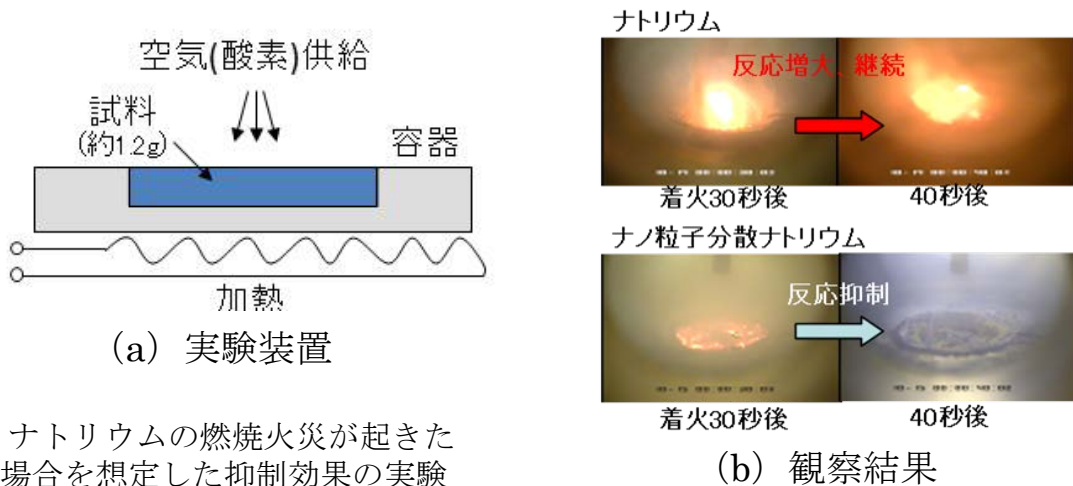 空気(酸素)供給
試料
(約1.2g)
容器
加熱
(a) 実験装置
ナトリウムの燃焼火災が起きた
場合を想定した抑制効果の実験
ナトリウム
反応増大、継続
着火30秒後
40秒後
ナノ粒子分散ナトリウム
反応抑制
着火30秒後
40秒後
(b) 観察結果